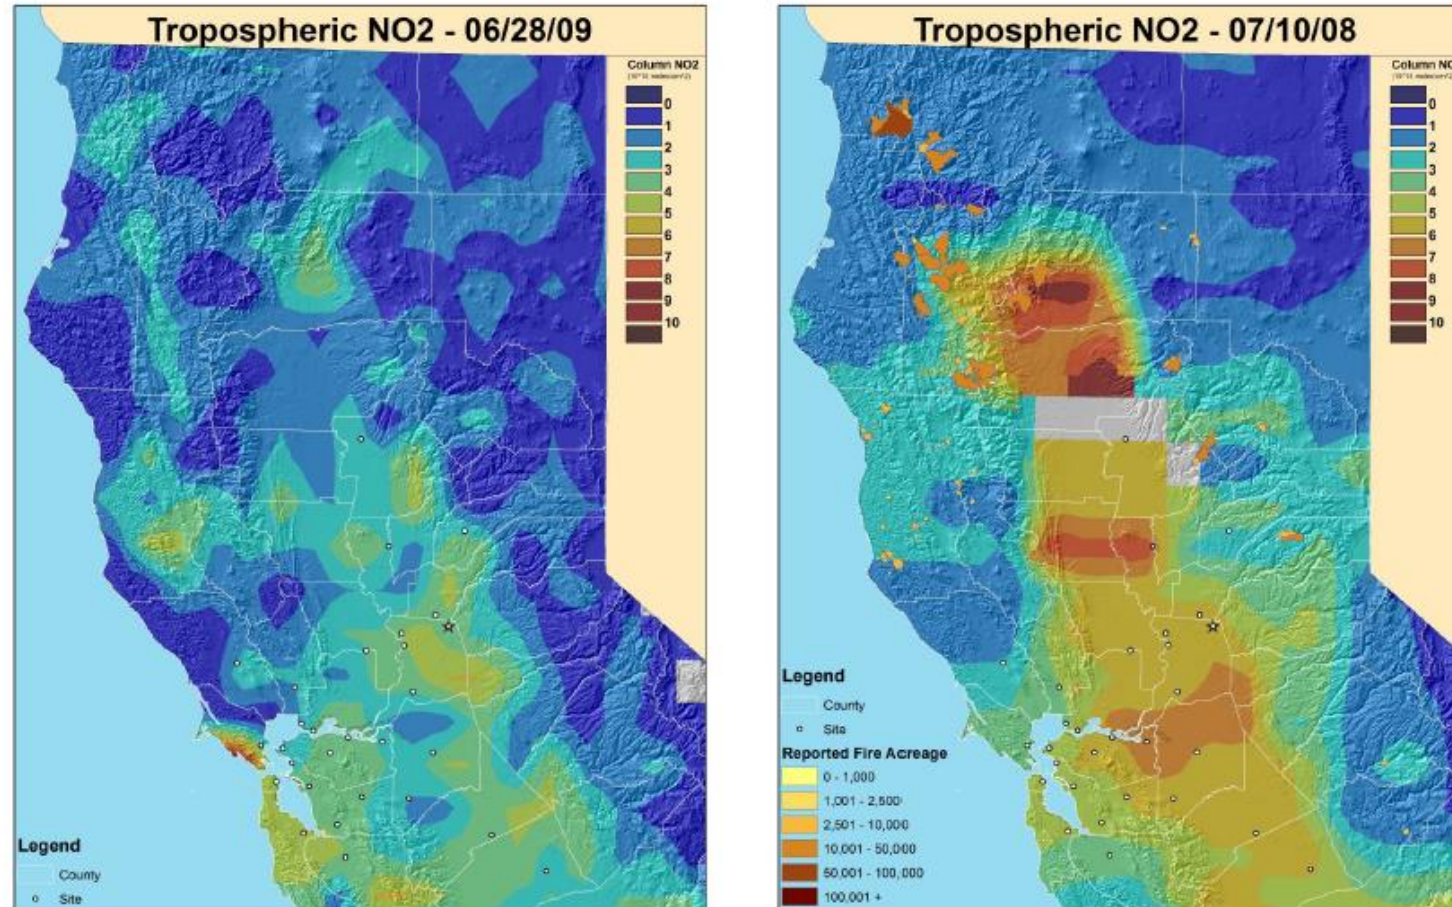 Tropospheric NO2 - 06/28/09
Column NO2
0
1
2
3
4
5
6
7
8
9
10
Legend
County
Site
Tropospheric NO2 - 07/10/08
Column NO
0
1
2
3
4
5
6
7
8
9
10
Legend
County
Site
Reported Fire Acreage
0 - 1,000
1,001 - 2,500
2,501 - 10,000
10,001 - 50,000
50,001 - 100,000
100,001 +